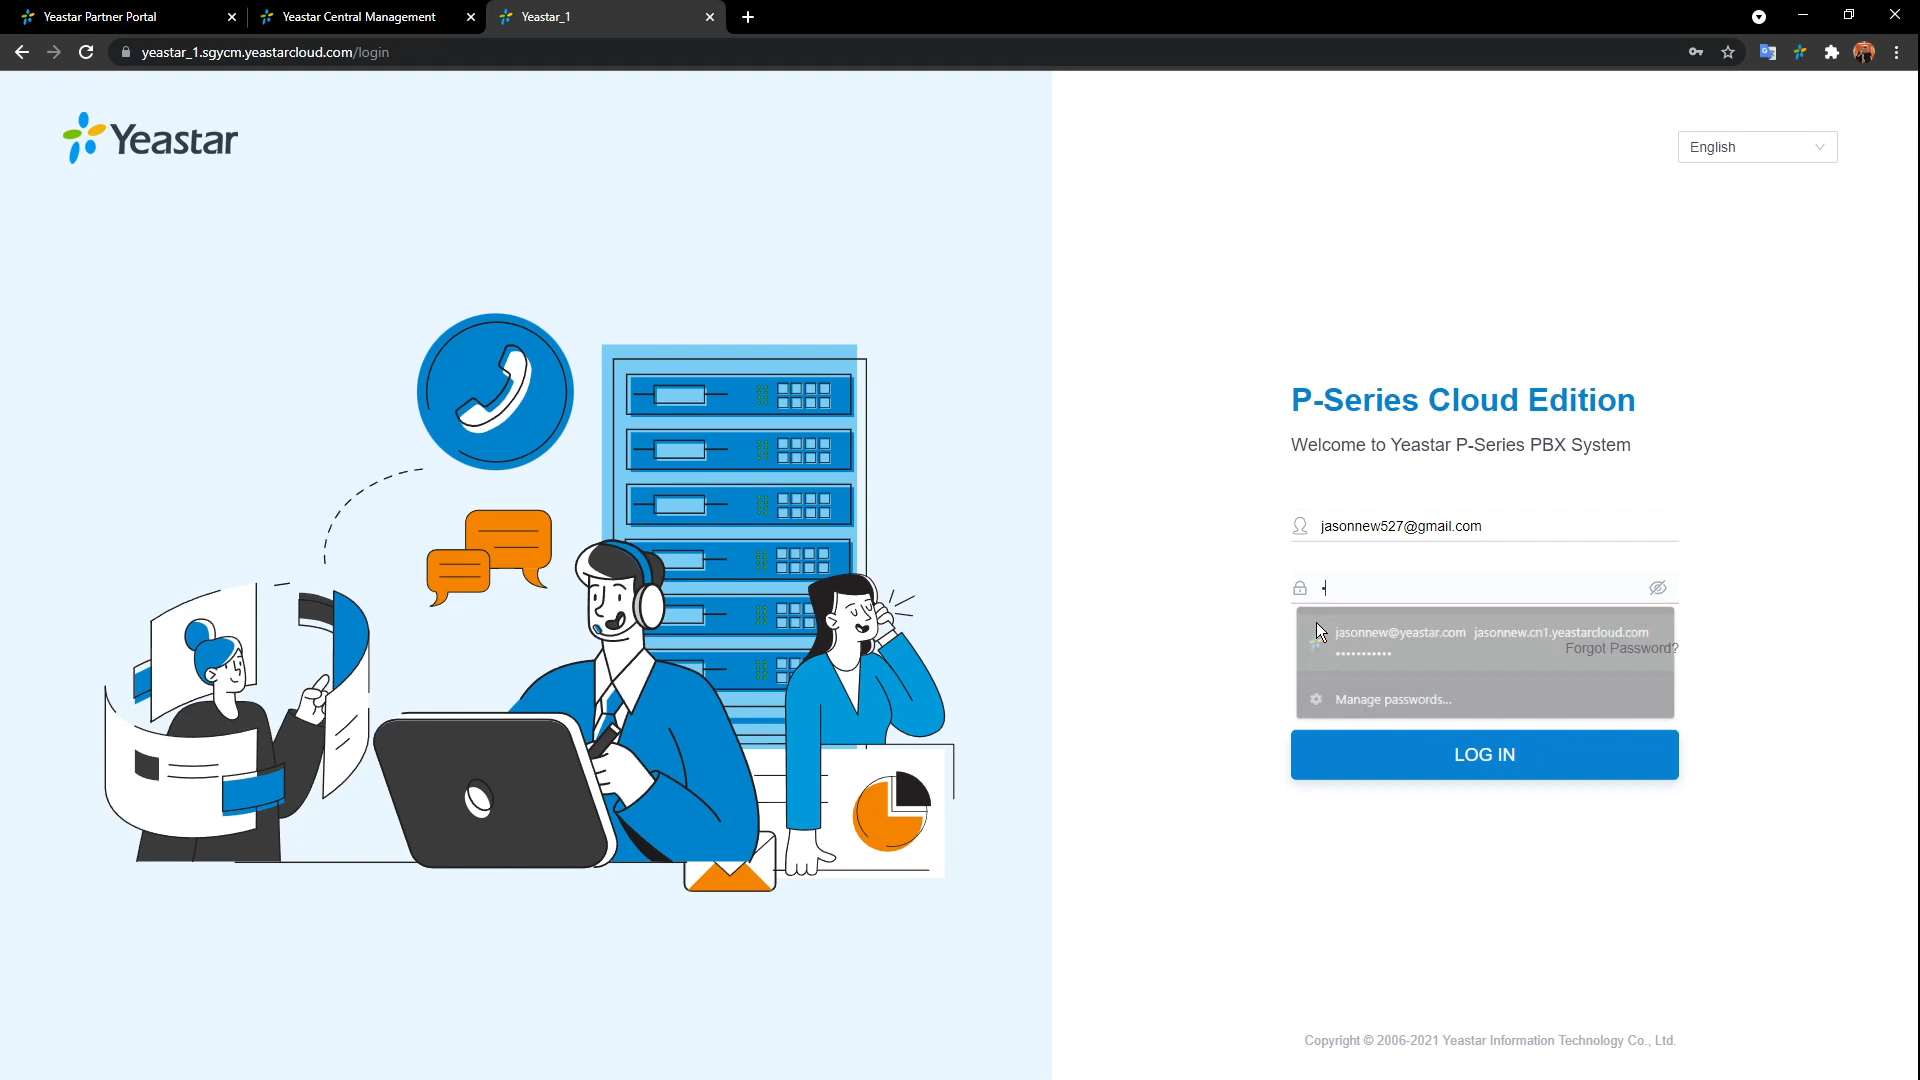 Yeastar Partner Portal
Yeastar Central Management
Yeastar_1
yeastar_1.sgycm.yeastarcloud.com/login
Yeastar
English
P-Series Cloud Edition
Welcome to Yeastar P-Series PBX System
jasonnew527@gmail.com
jasonnew@yeastar.com jasonnew.cn1.yeastarcloud.com
Forgot Password?
Manage passwords...
LOG IN
Copyright © 2006-2021 Yeastar Information Technology Co., Ltd.